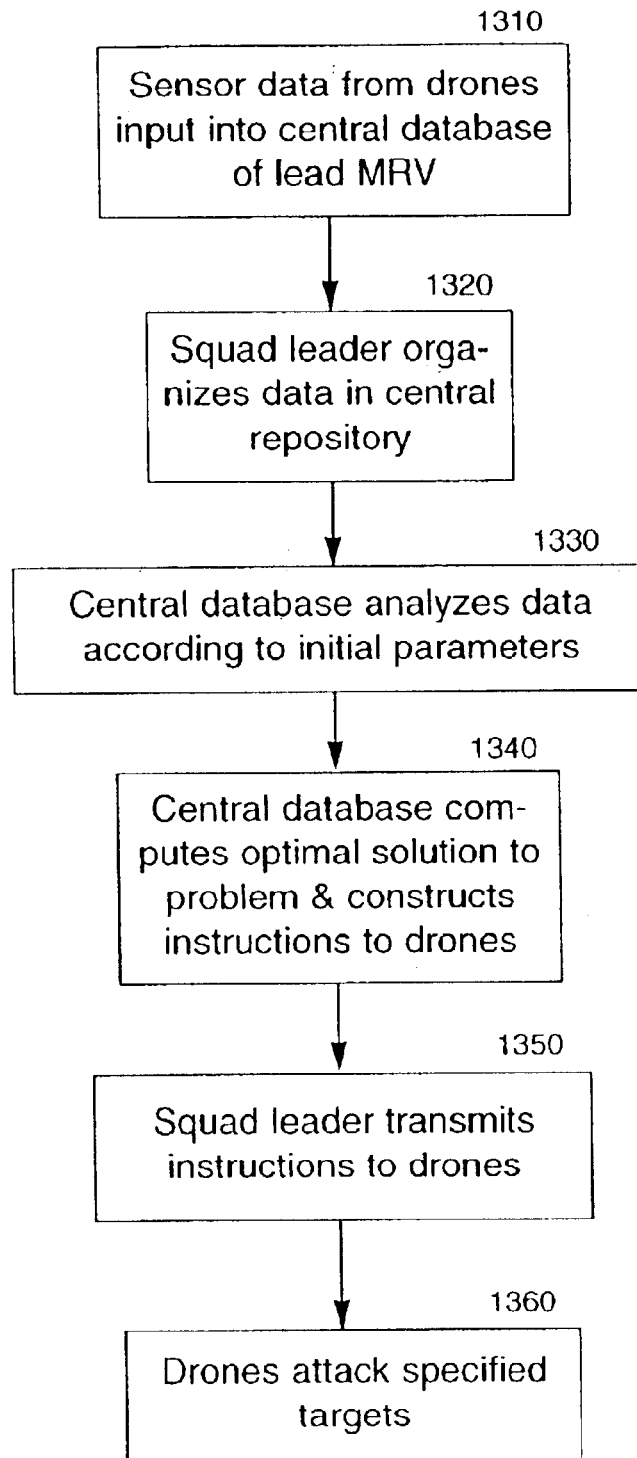 1310
Sensor data from drones
input into central database
of lead MRV
1320
Squad leader orga-
nizes data in central
repository
1330
Central database analyzes data
according to initial parameters
1340
Central database com-
putes optimal solution to
problem & constructs
instructions to drones
1350
Squad leader transmits
instructions to drones
1360
Drones attack specified
targets